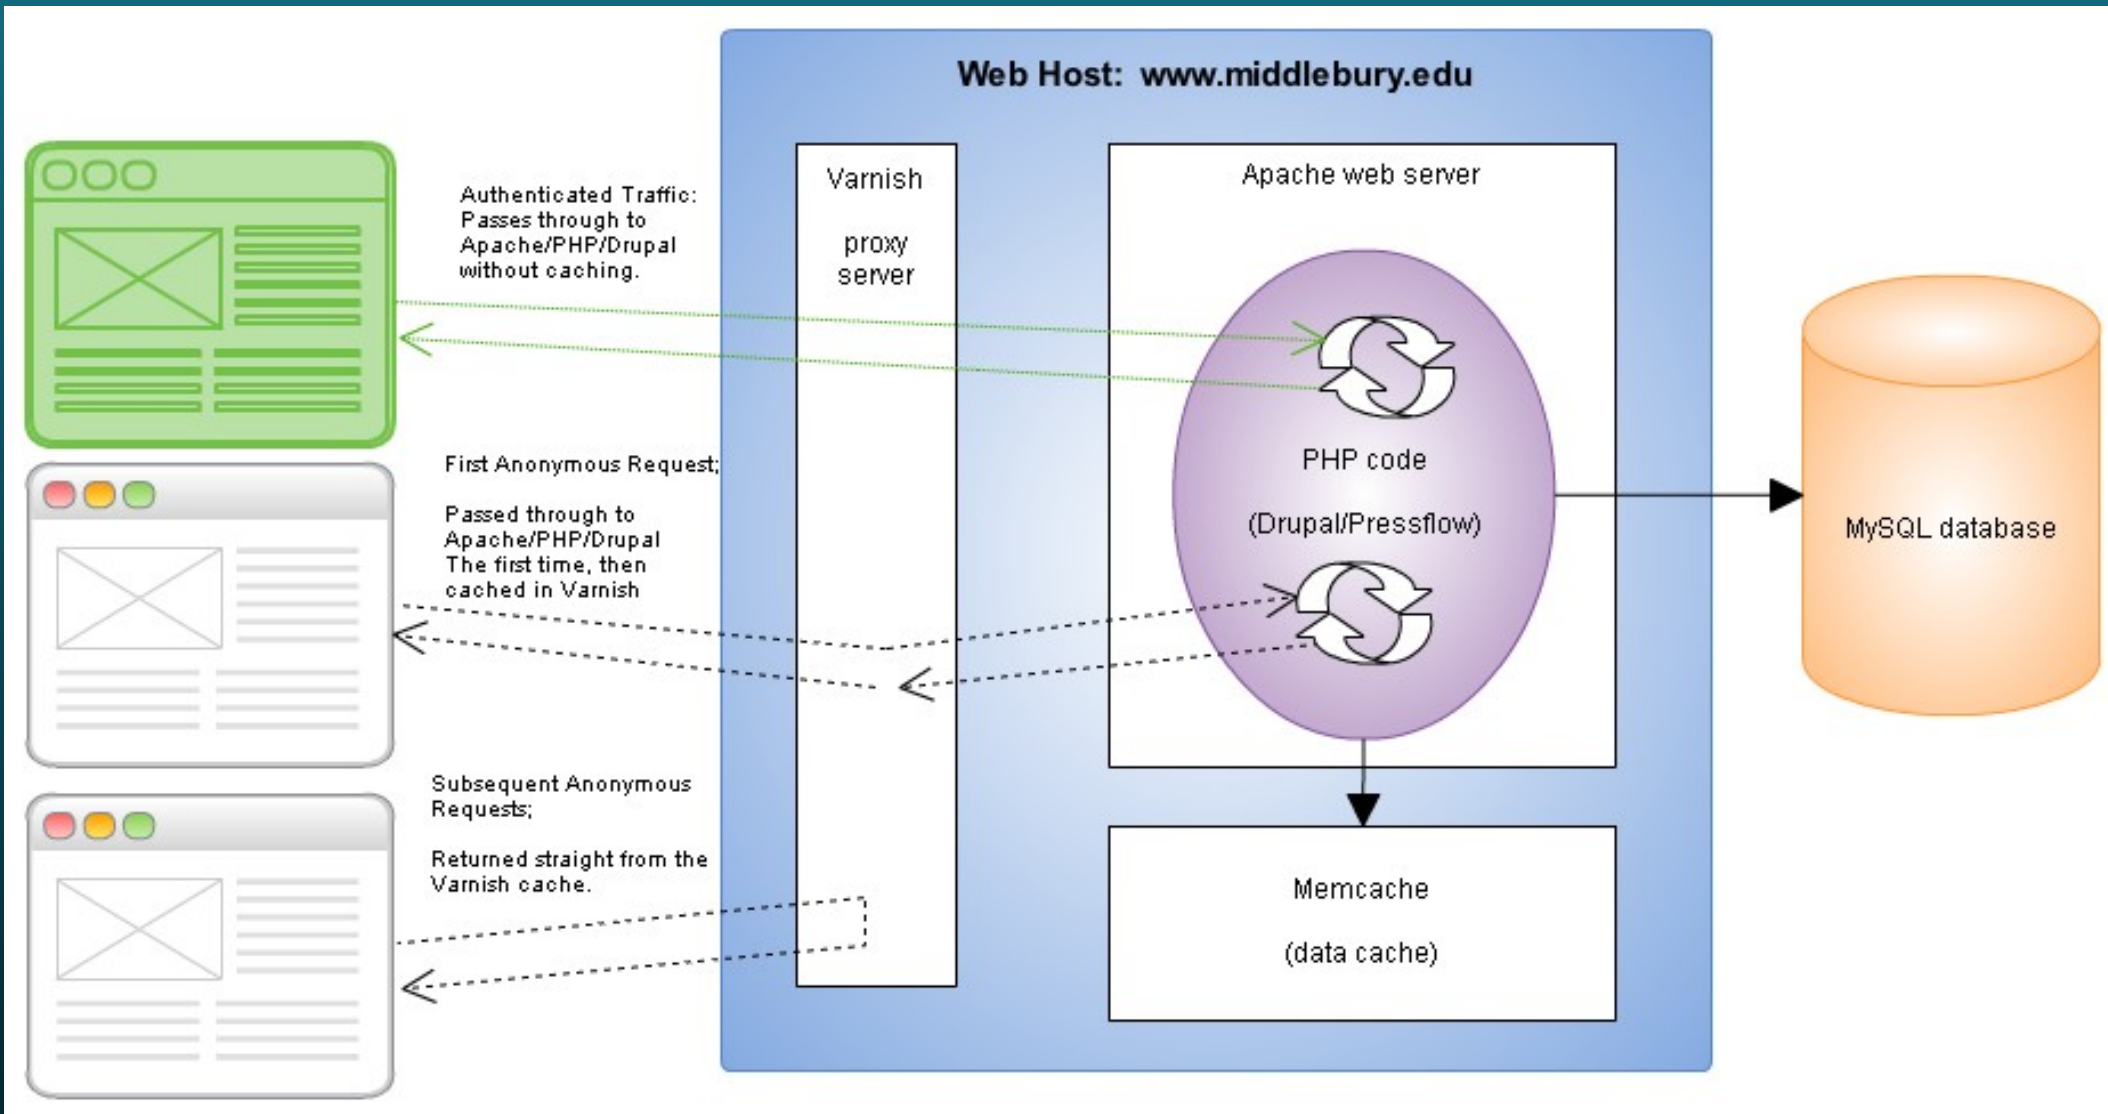 Web Host:  www.middlebury.edu
Authenticated Traffic:
Passes through to
Apache/PHP/Drupal
without caching.
Varnish
proxy
server
Apache web server
First Anonymous Request;
Passed through to
Apache/PHP/Drupal
The first time, then
cached in Varnish
PHP code
(Drupal/Pressflow)
MySQL database
Subsequent Anonymous
Requests;
Returned straight from the
Varnish cache.
Memcache
(data cache)